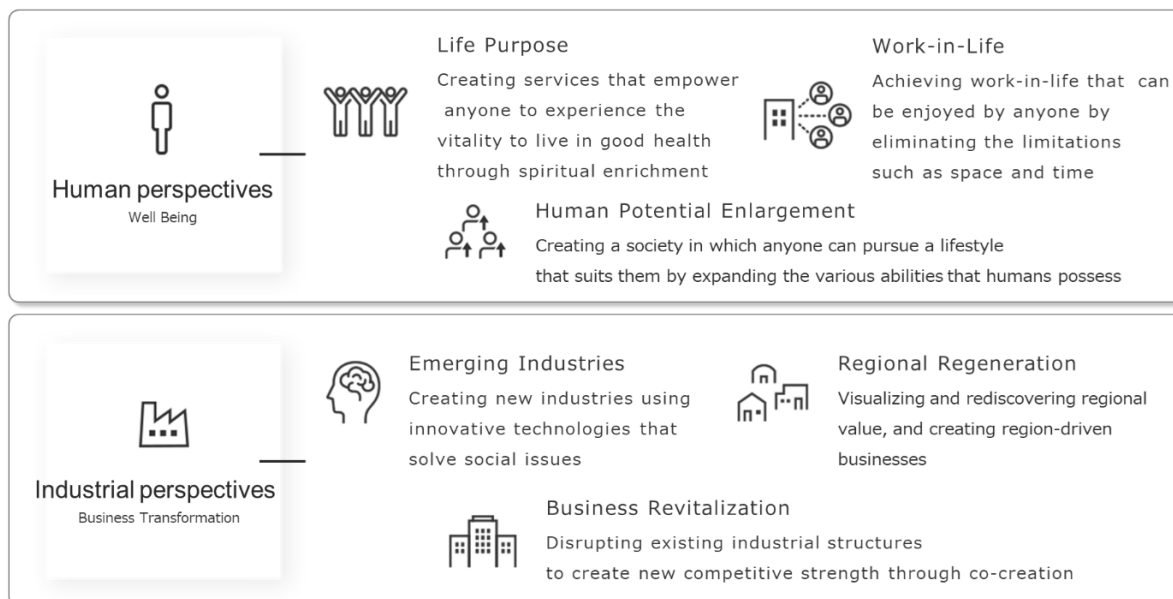 Human perspectives
Well Being
Life Purpose
Creating services that empower
anyone to experience the
vitality to live in good health
through spiritual enrichment
Work-in-Life
Achieving work-in-life that can
be enjoyed by anyone by
eliminating the limitations
such as space and time
Human Potential Enlargement
Creating a society in which anyone can pursue a lifestyle
that suits them by expanding the various abilities that humans possess
Industrial perspectives
Business Transformation
Emerging Industries
Creating new industries using
innovative technologies that
solve social issues
Regional Regeneration
Visualizing and rediscovering regional
value, and creating region-driven
businesses
Business Revitalization
Disrupting existing industrial structures
to create new competitive strength through co-creation